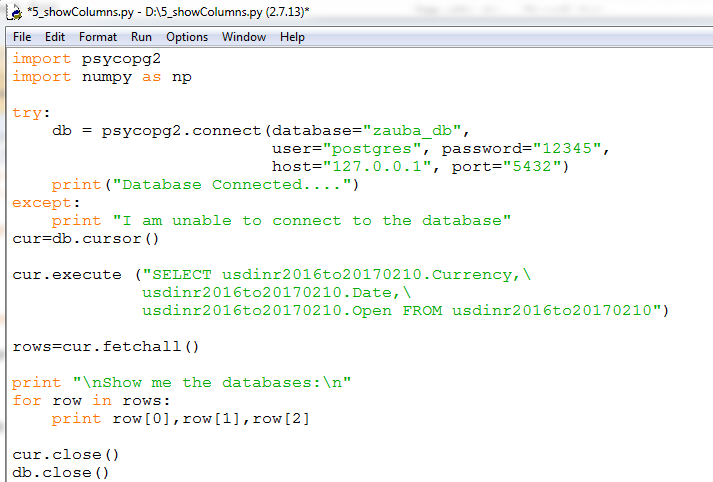 *5_showColumns.py - D:\5_showColumns.py (2.7.13)*
File Edit Format Run Options Window Help
import psycopg2
import numpy as np

try:
    db = psycopg2.connect(database="zauba_db",
                          user="postgres", password="12345",
                          host="127.0.0.1", port="5432")
    print("Database Connected....")
except:
    print "I am unable to connect to the database"
cur=db.cursor()

cur.execute ("SELECT usdinr2016to20170210.Currency,\
             usdinr2016to20170210.Date,\
             usdinr2016to20170210.Open FROM usdinr2016to20170210")

rows=cur.fetchall()

print "\nShow me the databases:\n"
for row in rows:
    print row[0],row[1],row[2]

cur.close()
db.close()